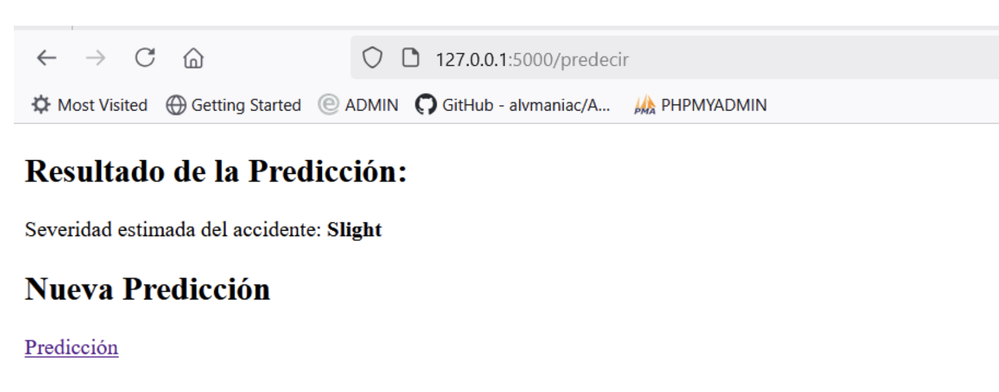 127.0.0.1:5000/predecir
Most Visited Getting Started ADMIN GitHub - alvmaniac/A... PMA PHPMYADMIN
Resultado de la Predicción:
Severidad estimada del accidente: Slight
Nueva Predicción
Predicción